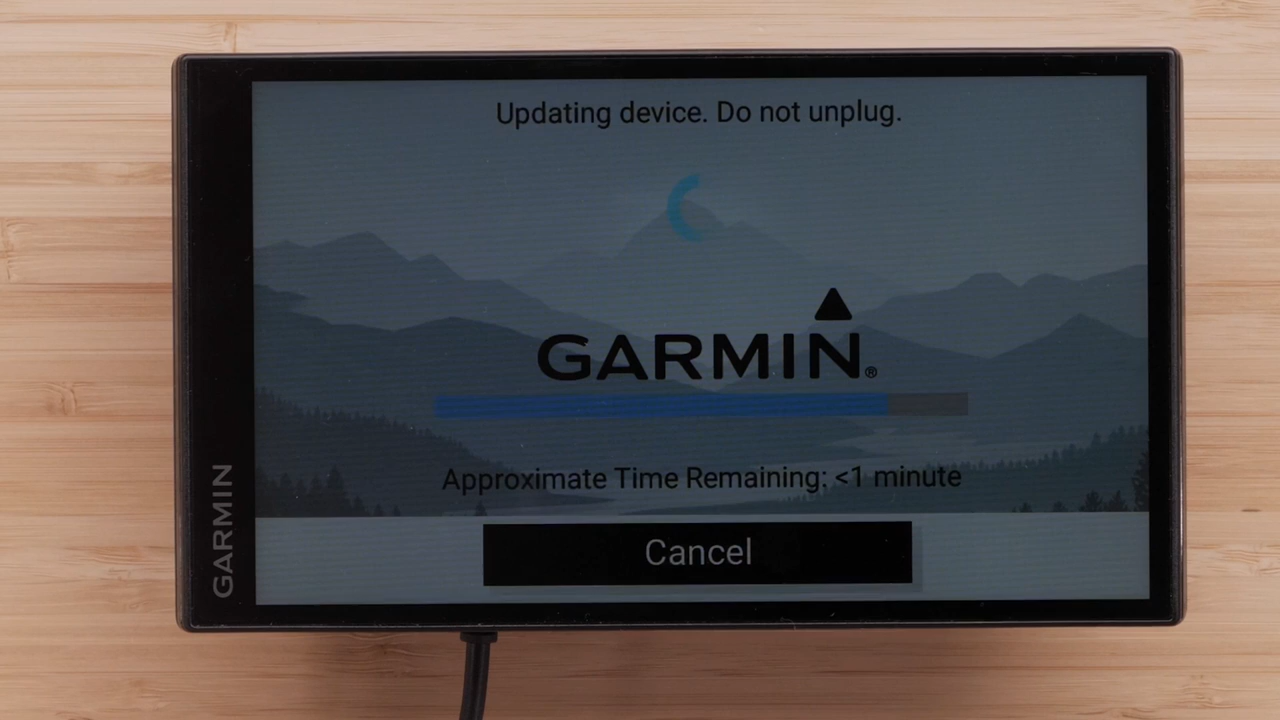 Updating device. Do not unplug.
GARMIN®
Approximate Time Remaining: <1 minute
Cancel
GARMIN